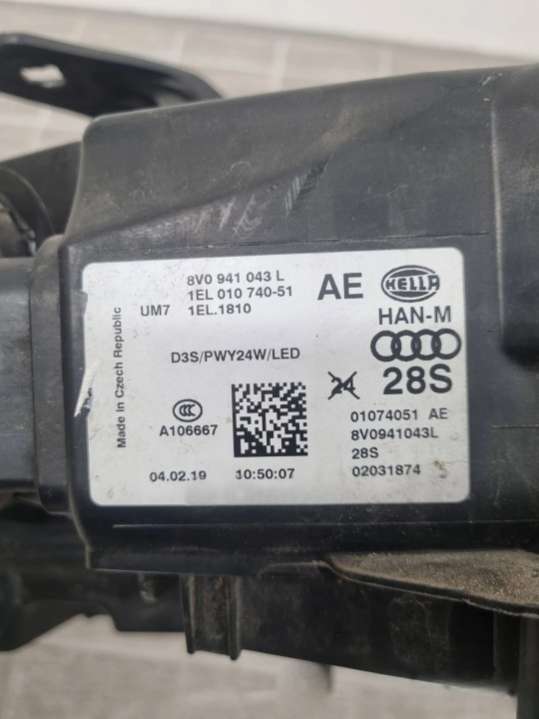 8V0 941 043 L
1EL 010 740-51
UM7 1EL.1810
AE
HELLA
HAN-M
D3S/PWY24W/LED
24
28S
Made in Czech Republic
CCC
A106667
01074051 AE
8V0941043L
28S
02031874
04.02.19 10:50:07